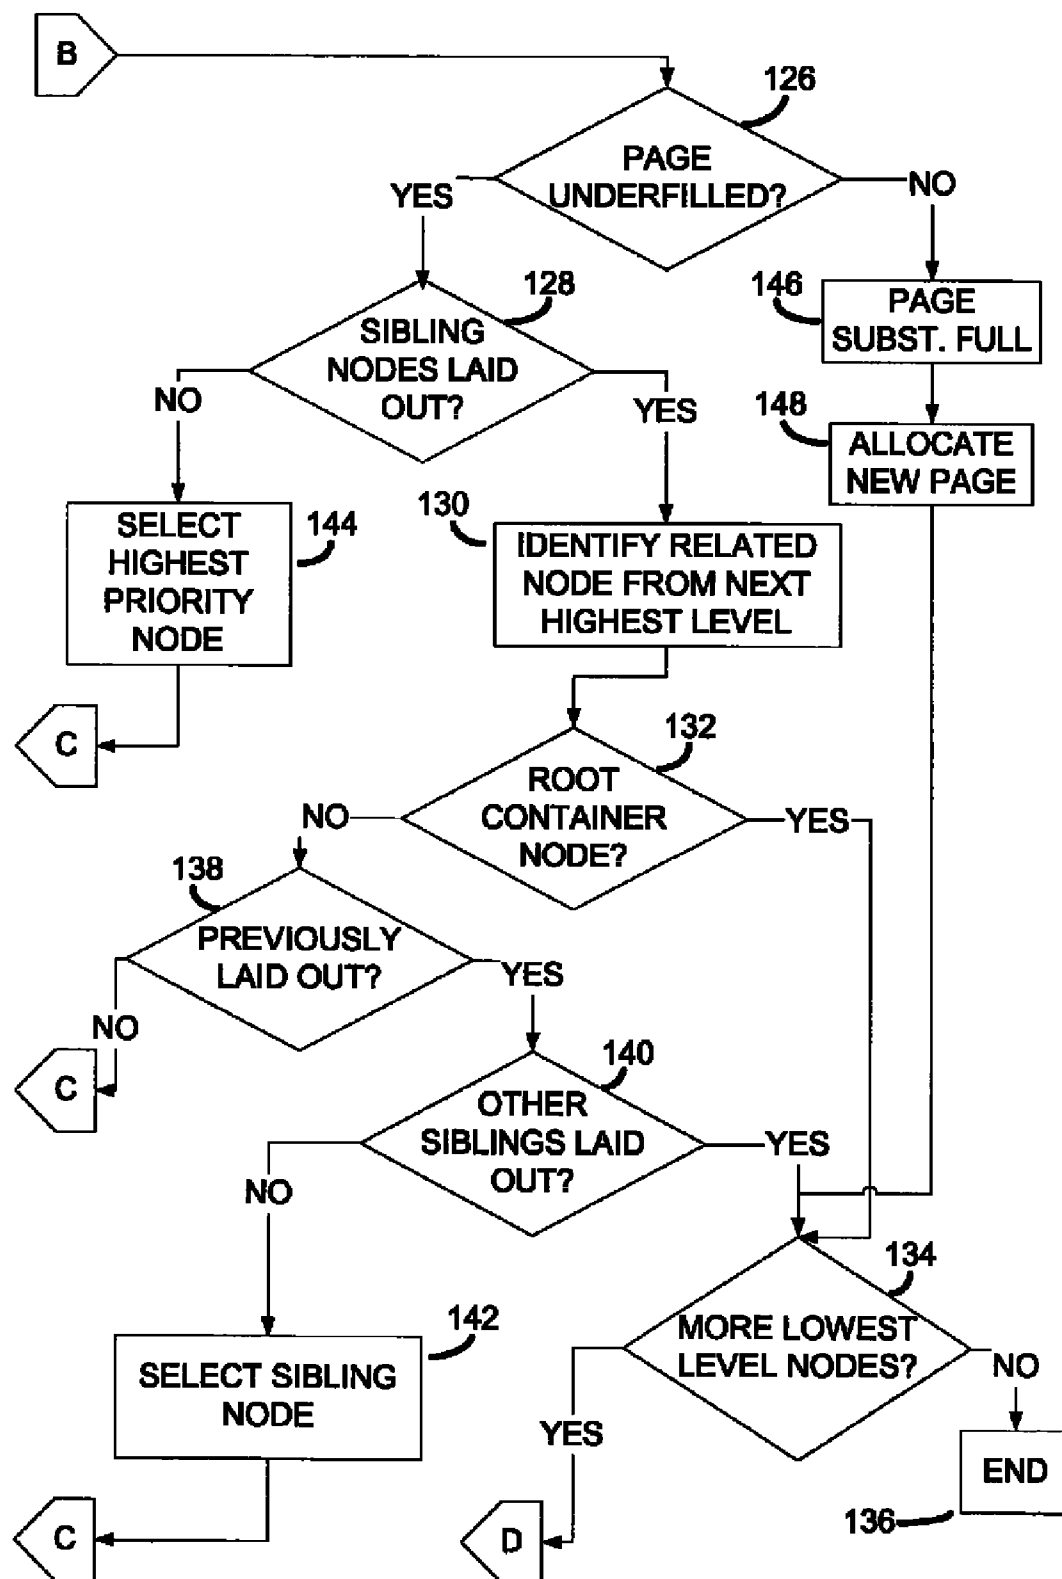 B
126
PAGE
UNDERFILLED?
YES
NO
128
146
PAGE
SUBST. FULL
SIBLING
NODES LAID
OUT?
NO
YES
148
ALLOCATE
NEW PAGE
130
144
SELECT
HIGHEST
PRIORITY
NODE
IDENTIFY RELATED
NODE FROM NEXT
HIGHEST LEVEL
C
132
ROOT
CONTAINER
NODE?
NO
YES
138
PREVIOUSLY
LAID OUT?
YES
NO
C
140
OTHER
SIBLINGS LAID
OUT?
YES
NO
134
MORE LOWEST
LEVEL NODES?
142
SELECT SIBLING
NODE
NO
YES
END
136
C
D